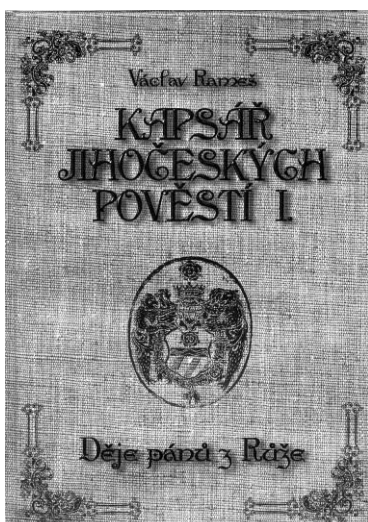 Václav Rameš
KAPSÁŘ
JIHOČESKÝCH
POVĚSTÍ I.
Děje pánů z Růže